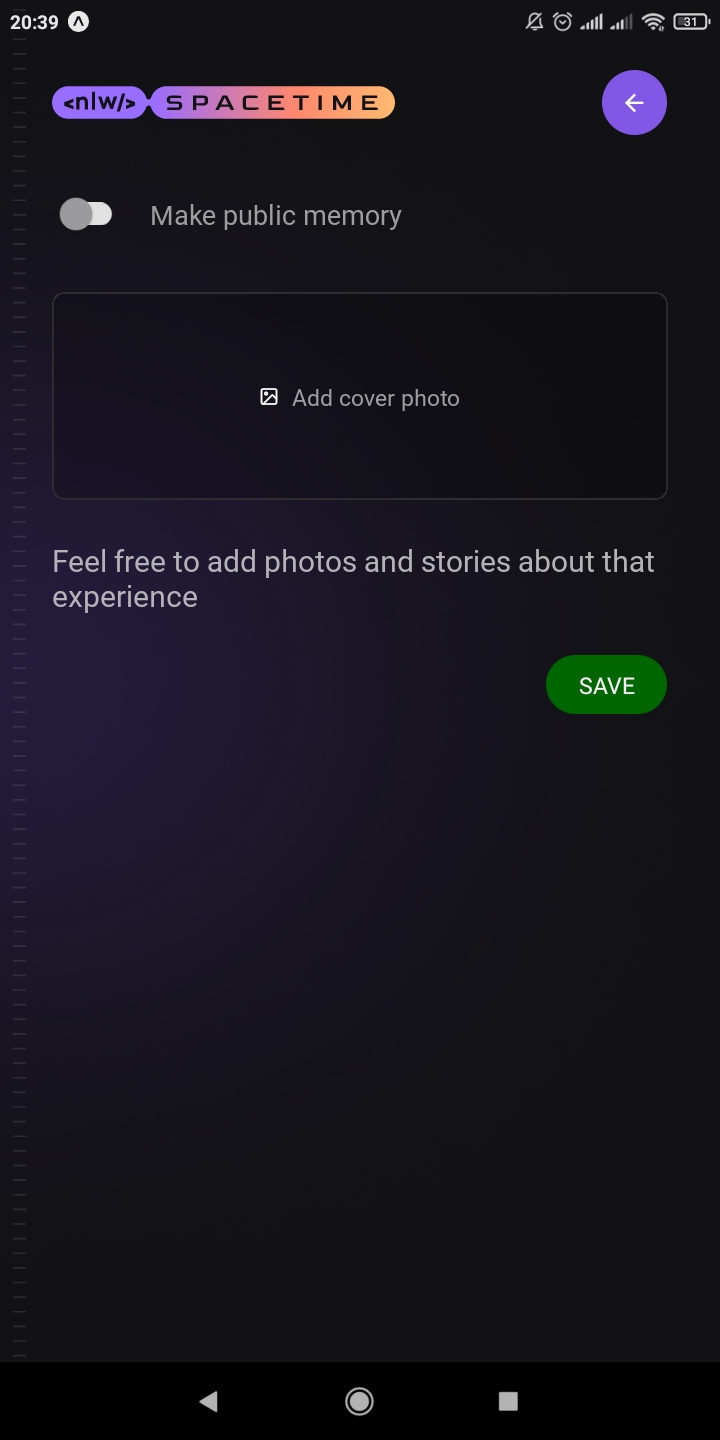 20:39
31
<nlw/> SPACETIME
Make public memory
Add cover photo
Feel free to add photos and stories about that
experience
SAVE